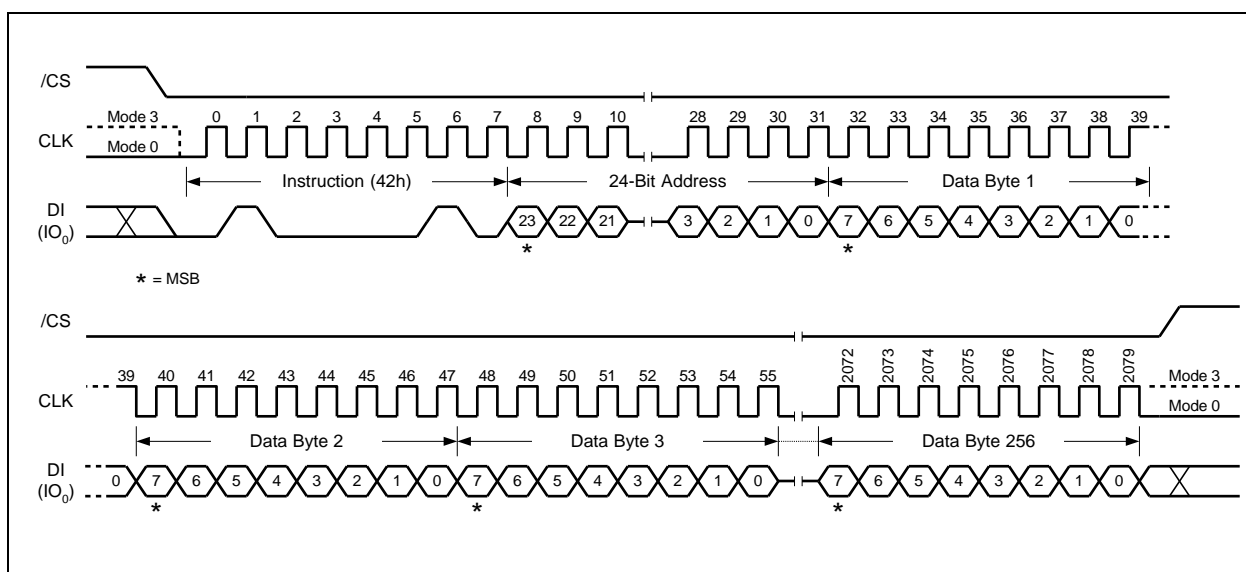 /CS
Mode 3 0 1 2 3 4 5 6 7 8 9 10 28 29 30 31 32 33 34 35 36 37 38 39
CLK
Mode 0
Instruction (42h) 24-Bit Address Data Byte 1
DI
(IO0) 23 22 21 3 2 1 0 7 6 5 4 3 2 1 0
* *
* = MSB
/CS
39 40 41 42 43 44 45 46 47 48 49 50 51 52 53 54 55 2072 2073 2074 2075 2076 2077 2078 2079 Mode 3
CLK
Mode 0
Data Byte 2 Data Byte 3 Data Byte 256
DI
(IO0) 0 7 6 5 4 3 2 1 0 7 6 5 4 3 2 1 0 7 6 5 4 3 2 1 0
* * *